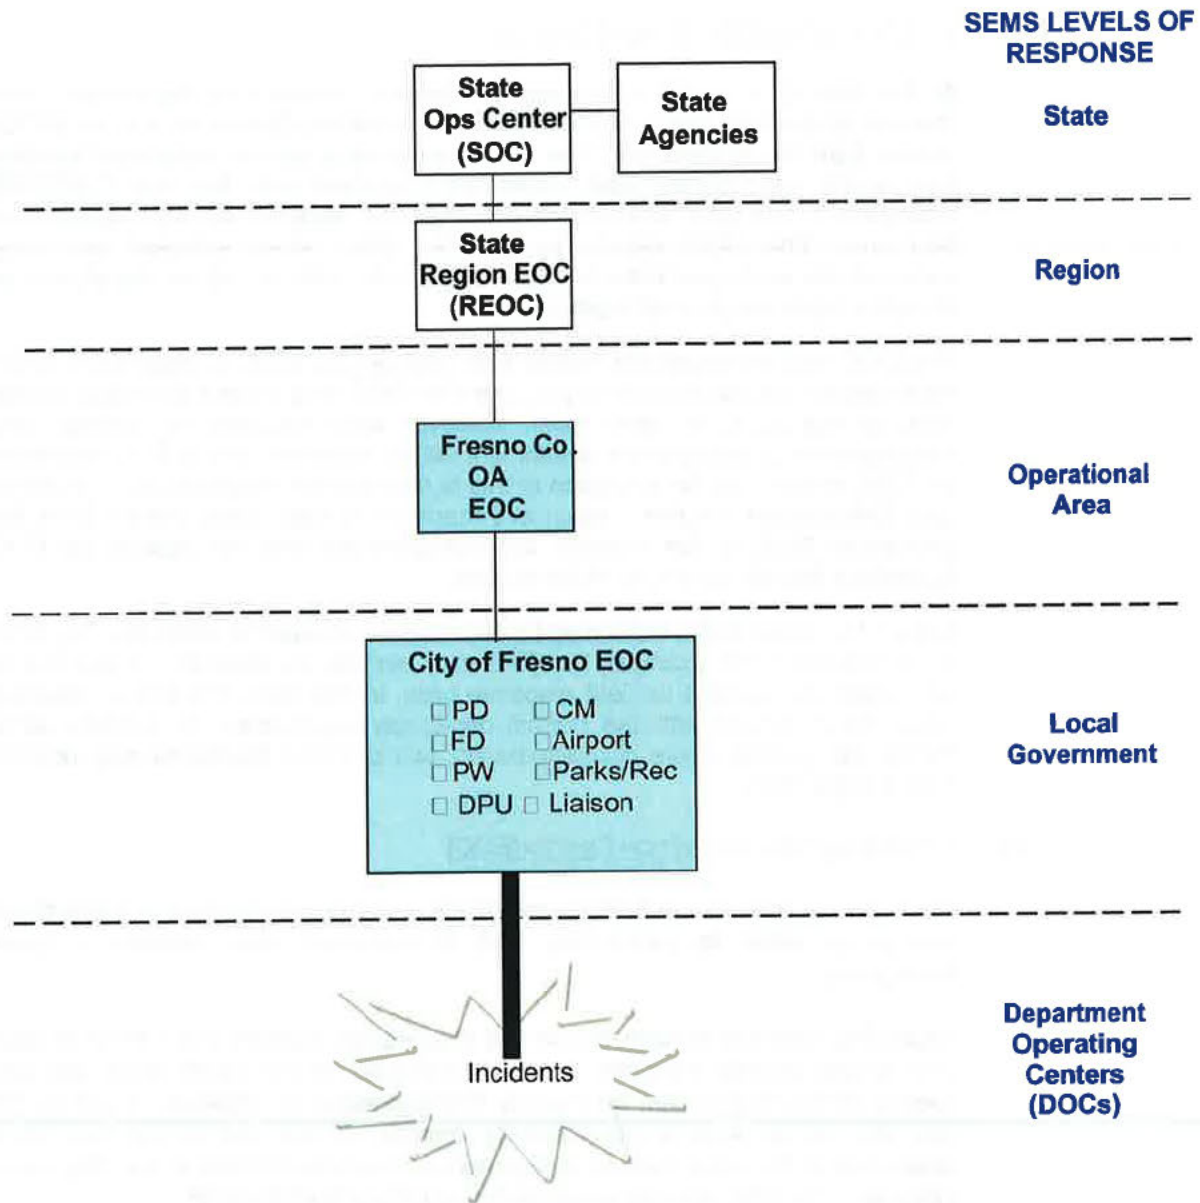 SEMS LEVELS OF
RESPONSE
State
Ops Center
(SOC)
State
Agencies
State
State
Region EOC
(REOC)
Region
Fresno Co.
OA
EOC
Operational
Area
City of Fresno EOC
□ PD □ CM
□ FD □ Airport
□ PW □ Parks/Rec
□ DPU □ Liaison
Local
Government
Incidents
Department
Operating
Centers
(DOCs)